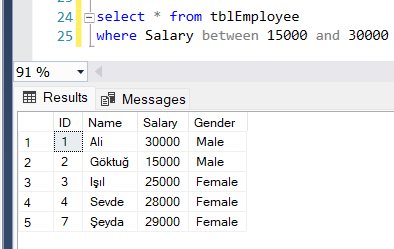 24 select * from tblEmployee
25 where Salary between 15000 and 30000
91 %
Results Messages
ID Name Salary Gender
1 1 Ali 30000 Male
2 2 Göktuğ 15000 Male
3 3 Işıl 25000 Female
4 4 Sevde 28000 Female
5 7 Şeyda 29000 Female